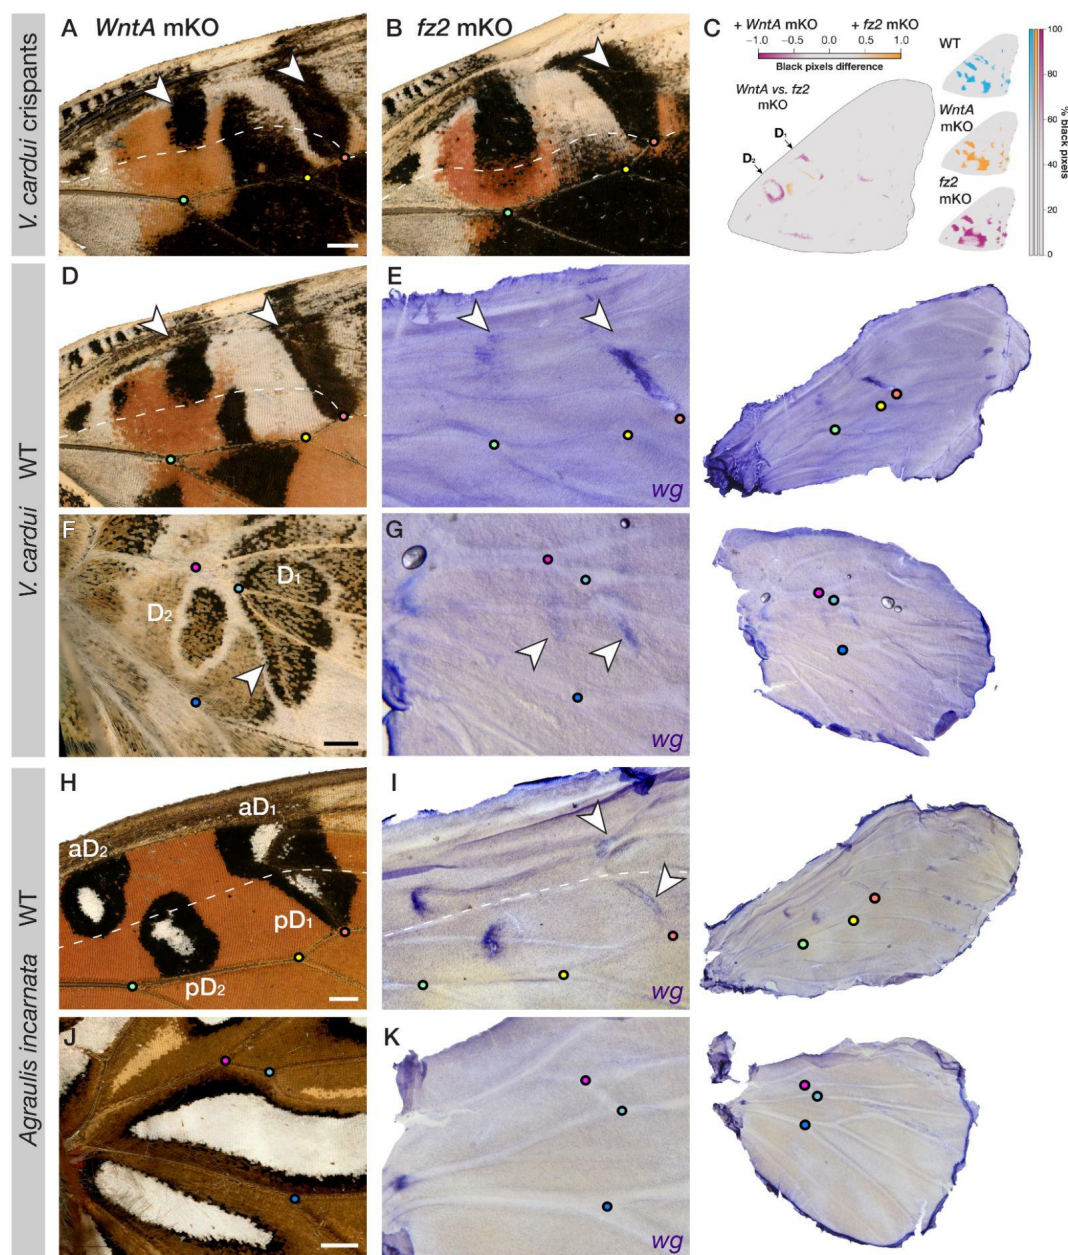 V. cardui crispants
A
WntA mKO
B
fz2 mKO
C
+ WntA mKO
+ fz2 mKO
−1.0
−0.5
0.0
0.5
1.0
Black pixels difference
WntA vs. fz2
mKO
D1
D2
WT
WntA
mKO
fz2
mKO
100
80
60
40
20
0
% black pixels
V. cardui WT
D
E
wg
F
D1
D2
G
wg
Agraulis incarnata WT
H
aD1
aD2
pD1
pD2
I
wg
J
K
wg